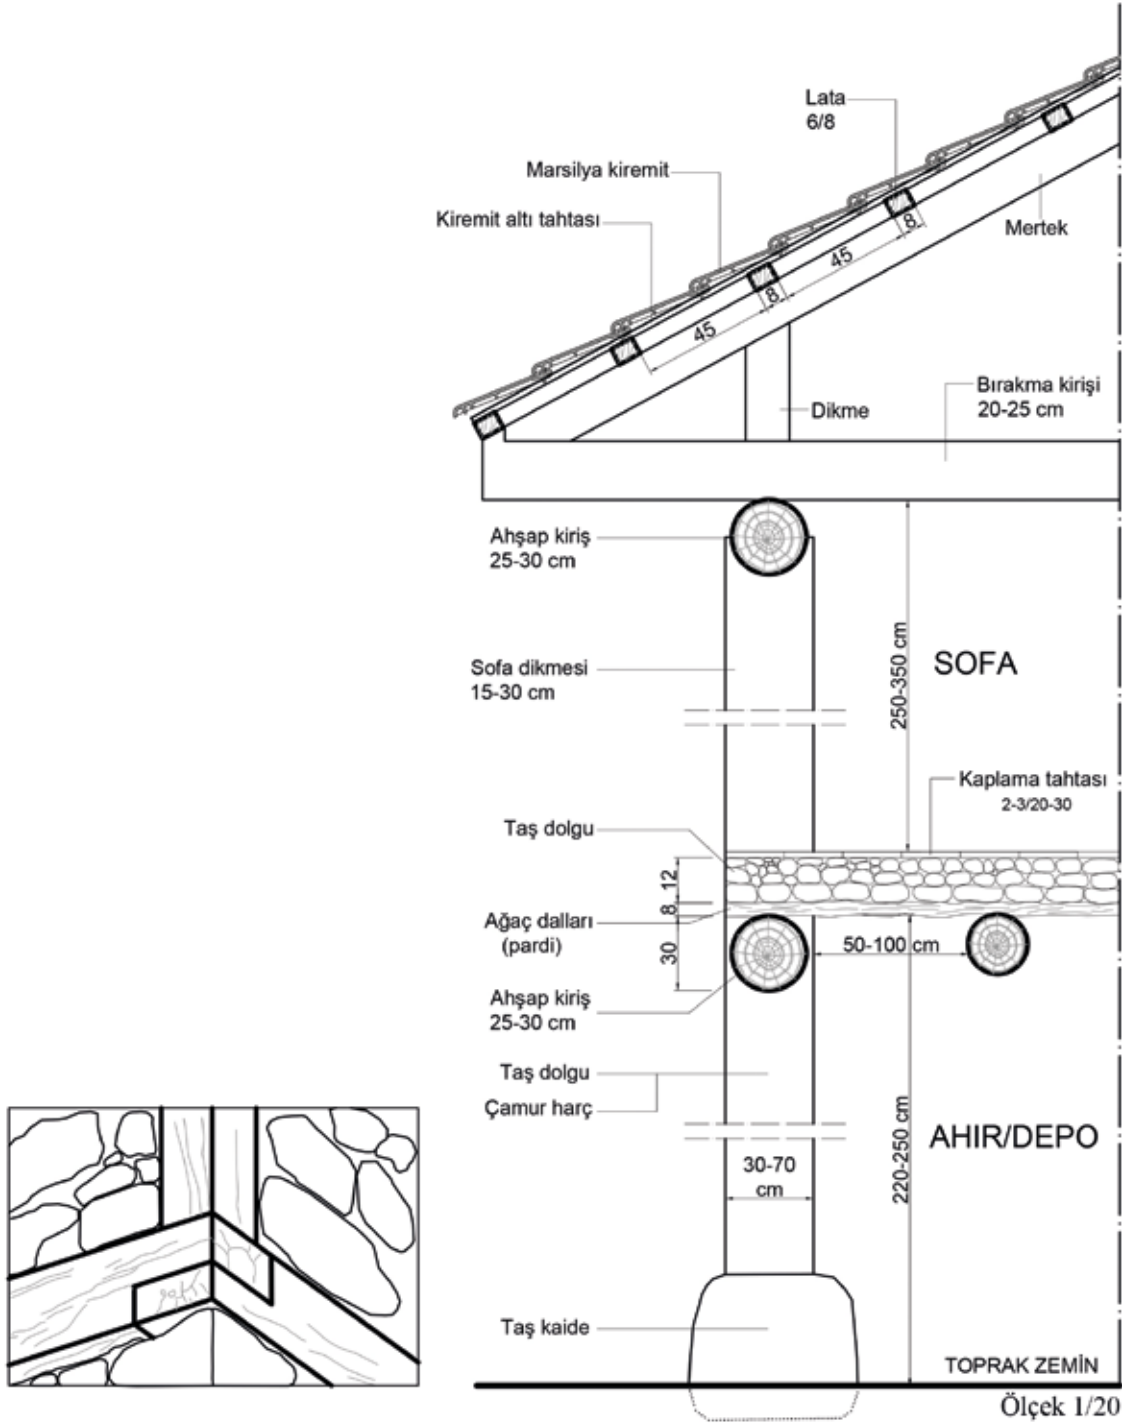 Lata
6/8
Marsilya kiremit
Kiremit altı tahtası
Mertek
8
45
8
45
Bırakma kirişi
20-25 cm
Dikme
Ahşap kiriş
25-30 cm
250-350 cm
SOFA
Sofa dikmesi
15-30 cm
Kaplama tahtası
2-3/20-30
Taş dolgu
12
8
Ağaç dalları
(pardi)
30
50-100 cm
Ahşap kiriş
25-30 cm
Taş dolgu
Çamur harç
220-250 cm
AHIR/DEPO
30-70
cm
Taş kaide
TOPRAK ZEMİN
Ölçek 1/20